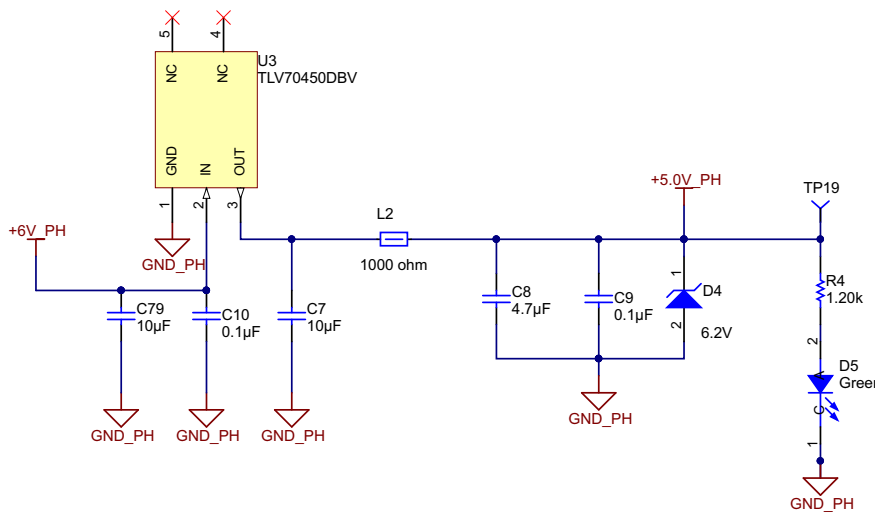 5
4
NC
NC
U3
TLV70450DBV
GND
IN
OUT
1
2
3
+6V_PH
GND_PH
L2
1000 ohm
+5.0V_PH
TP19
C79
10µF
C10
0.1µF
C7
10µF
C8
4.7µF
C9
0.1µF
1
D4
2
6.2V
R4
1.20k
2
A
D5
Green
C
1
GND_PH
GND_PH
GND_PH
GND_PH
GND_PH